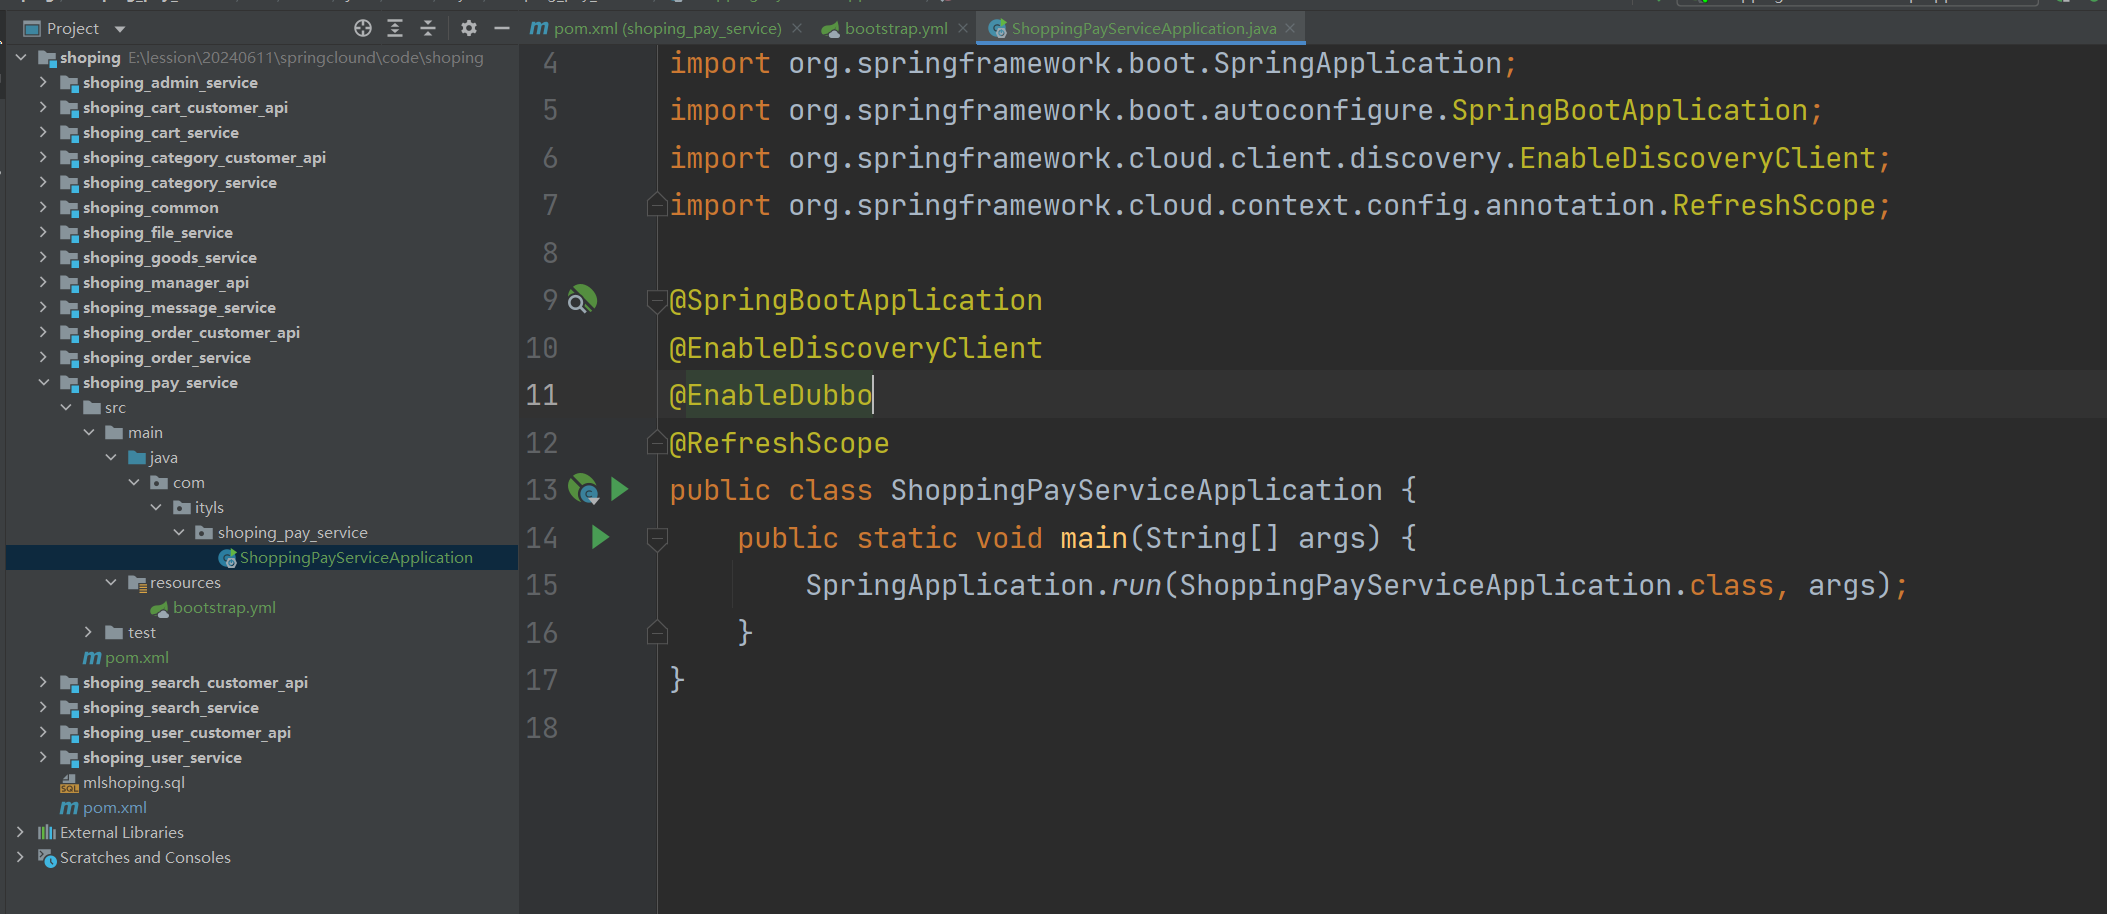 Project
shoping E:\lession\20240611\springclound\code\shoping
shoping_admin_service
shoping_cart_customer_api
shoping_cart_service
shoping_category_customer_api
shoping_category_service
shoping_common
shoping_file_service
shoping_goods_service
shoping_manager_api
shoping_message_service
shoping_order_customer_api
shoping_order_service
shoping_pay_service
src
main
java
com
ityls
shoping_pay_service
ShoppingPayServiceApplication
resources
bootstrap.yml
test
pom.xml
shoping_search_customer_api
shoping_search_service
shoping_user_customer_api
shoping_user_service
mlshoping.sql
pom.xml
External Libraries
Scratches and Consoles
pom.xml (shoping_pay_service) bootstrap.yml ShoppingPayServiceApplication.java
4 import org.springframework.boot.SpringApplication;
5 import org.springframework.boot.autoconfigure.SpringBootApplication;
6 import org.springframework.cloud.client.discovery.EnableDiscoveryClient;
7 import org.springframework.cloud.context.config.annotation.RefreshScope;
8
9 @SpringBootApplication
10 @EnableDiscoveryClient
11 @EnableDubbo
12 @RefreshScope
13 public class ShoppingPayServiceApplication {
14 public static void main(String[] args) {
15 SpringApplication.run(ShoppingPayServiceApplication.class, args);
16 }
17 }
18